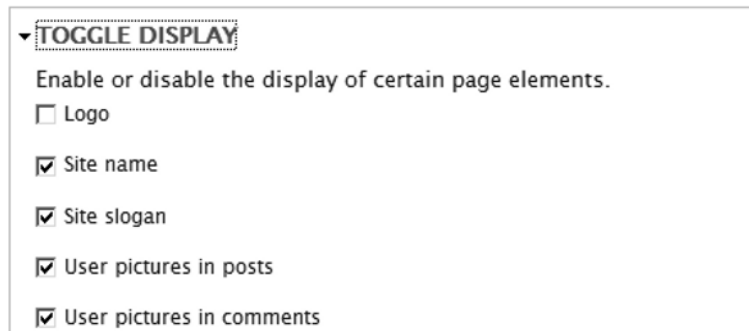 TOGGLE DISPLAY
Enable or disable the display of certain page elements.
Logo
Site name
Site slogan
User pictures in posts
User pictures in comments